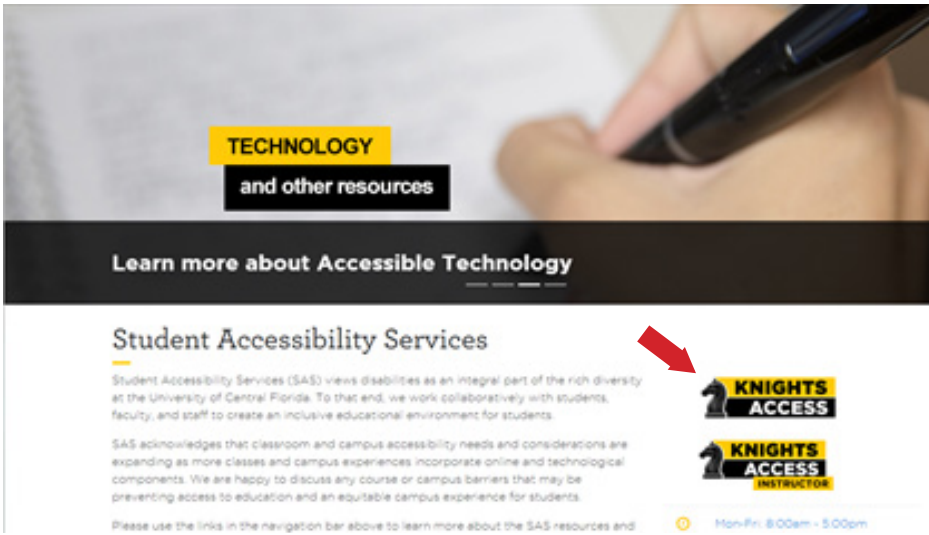 TECHNOLOGY
and other resources
Learn more about Accessible Technology
Student Accessibility Services
Student Accessibility Services (SAS) views disabilities as an integral part of the rich diversity
at the University of Central Florida. To that end, we work collaboratively with students,
faculty, and staff to create an inclusive educational environment for students.
SAS acknowledges that classroom and campus accessibility needs and considerations are
expanding as more classes and campus experiences incorporate online and technological
components. We are happy to discuss any course or campus barriers that may be
preventing access to education and an equitable campus experience for students.
Please use the links in the navigation bar above to learn more about the SAS resources and
KNIGHTS
ACCESS
KNIGHTS
ACCESS
INSTRUCTOR
Mon-Fri: 8:00am - 5:00pm